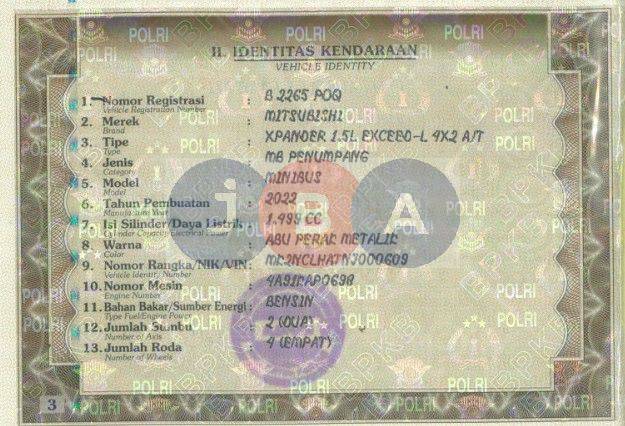 II. IDENTITAS KENDARAAN
VEHICLE IDENTITY
1. Nomor Registrasi : B 2265 POQ
Vehicle Registration Number
2. Merek : MITSUBISHI
Brand
3. Tipe : XPANDER 1.5L EXCEED-L 4X2 A/T
Type
4. Jenis : MB PENUMPANG
Category
5. Model : MINIBUS
Model
6. Tahun Pembuatan : 2022
Manufacture Year
7. Isi Silinder/Daya Listrik : 1.499 CC
Cylinder Capacity/Electrical Power
8. Warna : ABU PERAK METALIK
Color
9. Nomor Rangka/NIK/VIN :
Vehicle Identity Number
10. Nomor Mesin :
Engine Number
11. Bahan Bakar/Sumber Energi : BENSIN
Type Fuel/Engine Power
12. Jumlah Sumbu : 2 (DUA)
Number of Axis
13. Jumlah Roda : 4 (EMPAT)
Number of Wheels
iBA
POLRI
3